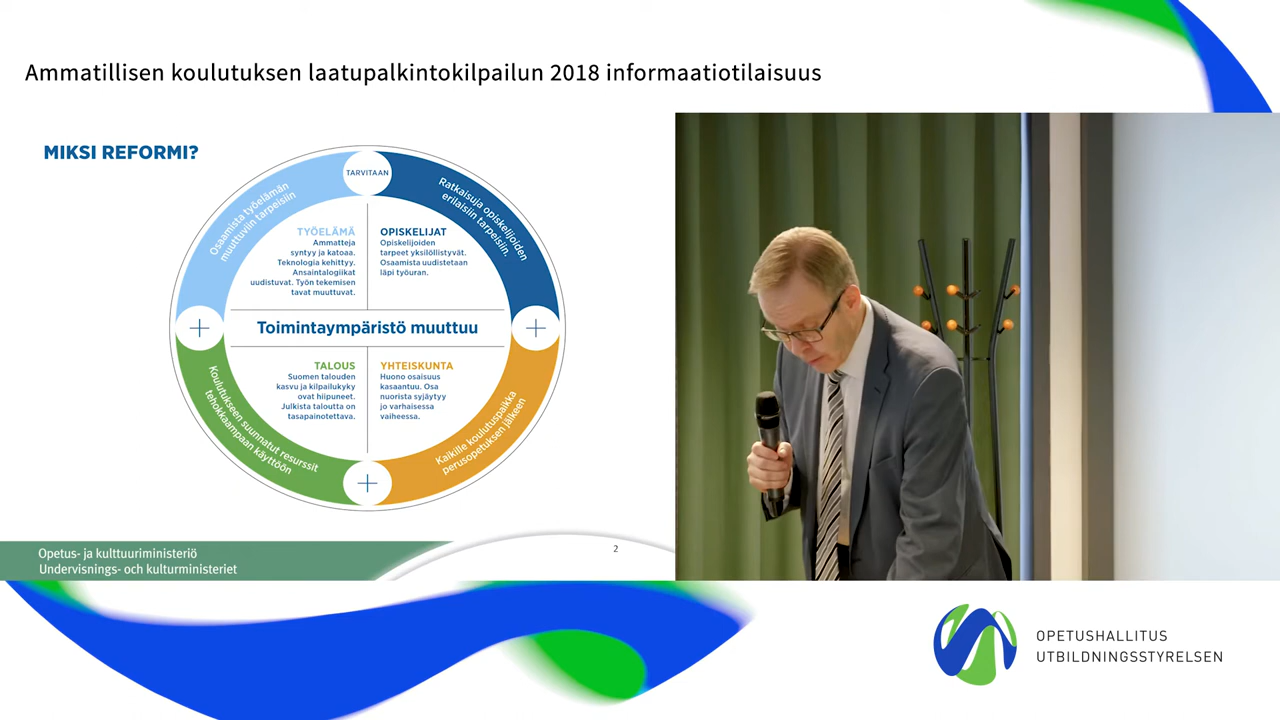 Ammatillisen koulutuksen laatupalkintokilpailun 2018 informaatiotilaisuus
MIKSI REFORMI?
TARVITAAN
Osaamista työelämän
muuttuviin tarpeisiin
Ratkaisuja opiskelijoiden
erilaisiin tarpeisiin.
TYÖELÄMÄ
Ammatteja
syntyy ja katoaa.
Teknologia kehittyy.
Ansaintalogiikat
uudistuvat. Työn tekemisen
tavat muuttuvat.
OPISKELIJAT
Opiskelijoiden
tarpeet yksilöllistyvät.
Osaamista uudistetaan
läpi työuran.
Toimintaympäristö muuttuu
TALOUS
Suomen talouden
kasvu ja kilpailukyky
ovat hiipuneet.
Julkista taloutta on
tasapainotettava.
YHTEISKUNTA
Huono osaisuus
kasaantuu. Osa
nuorista syrjäytyy
jo varhaisessa
vaiheessa.
Koulutukseen suunnatut resurssit
tehokkaampaan käyttöön
Kaikille koulutuspaikka
perusopetuksen jälkeen
Opetus- ja kulttuuriministeriö
Undervisnings- och kulturministeriet
2
OPETUSHALLITUS
UTBILDNINGSSTYRELSEN